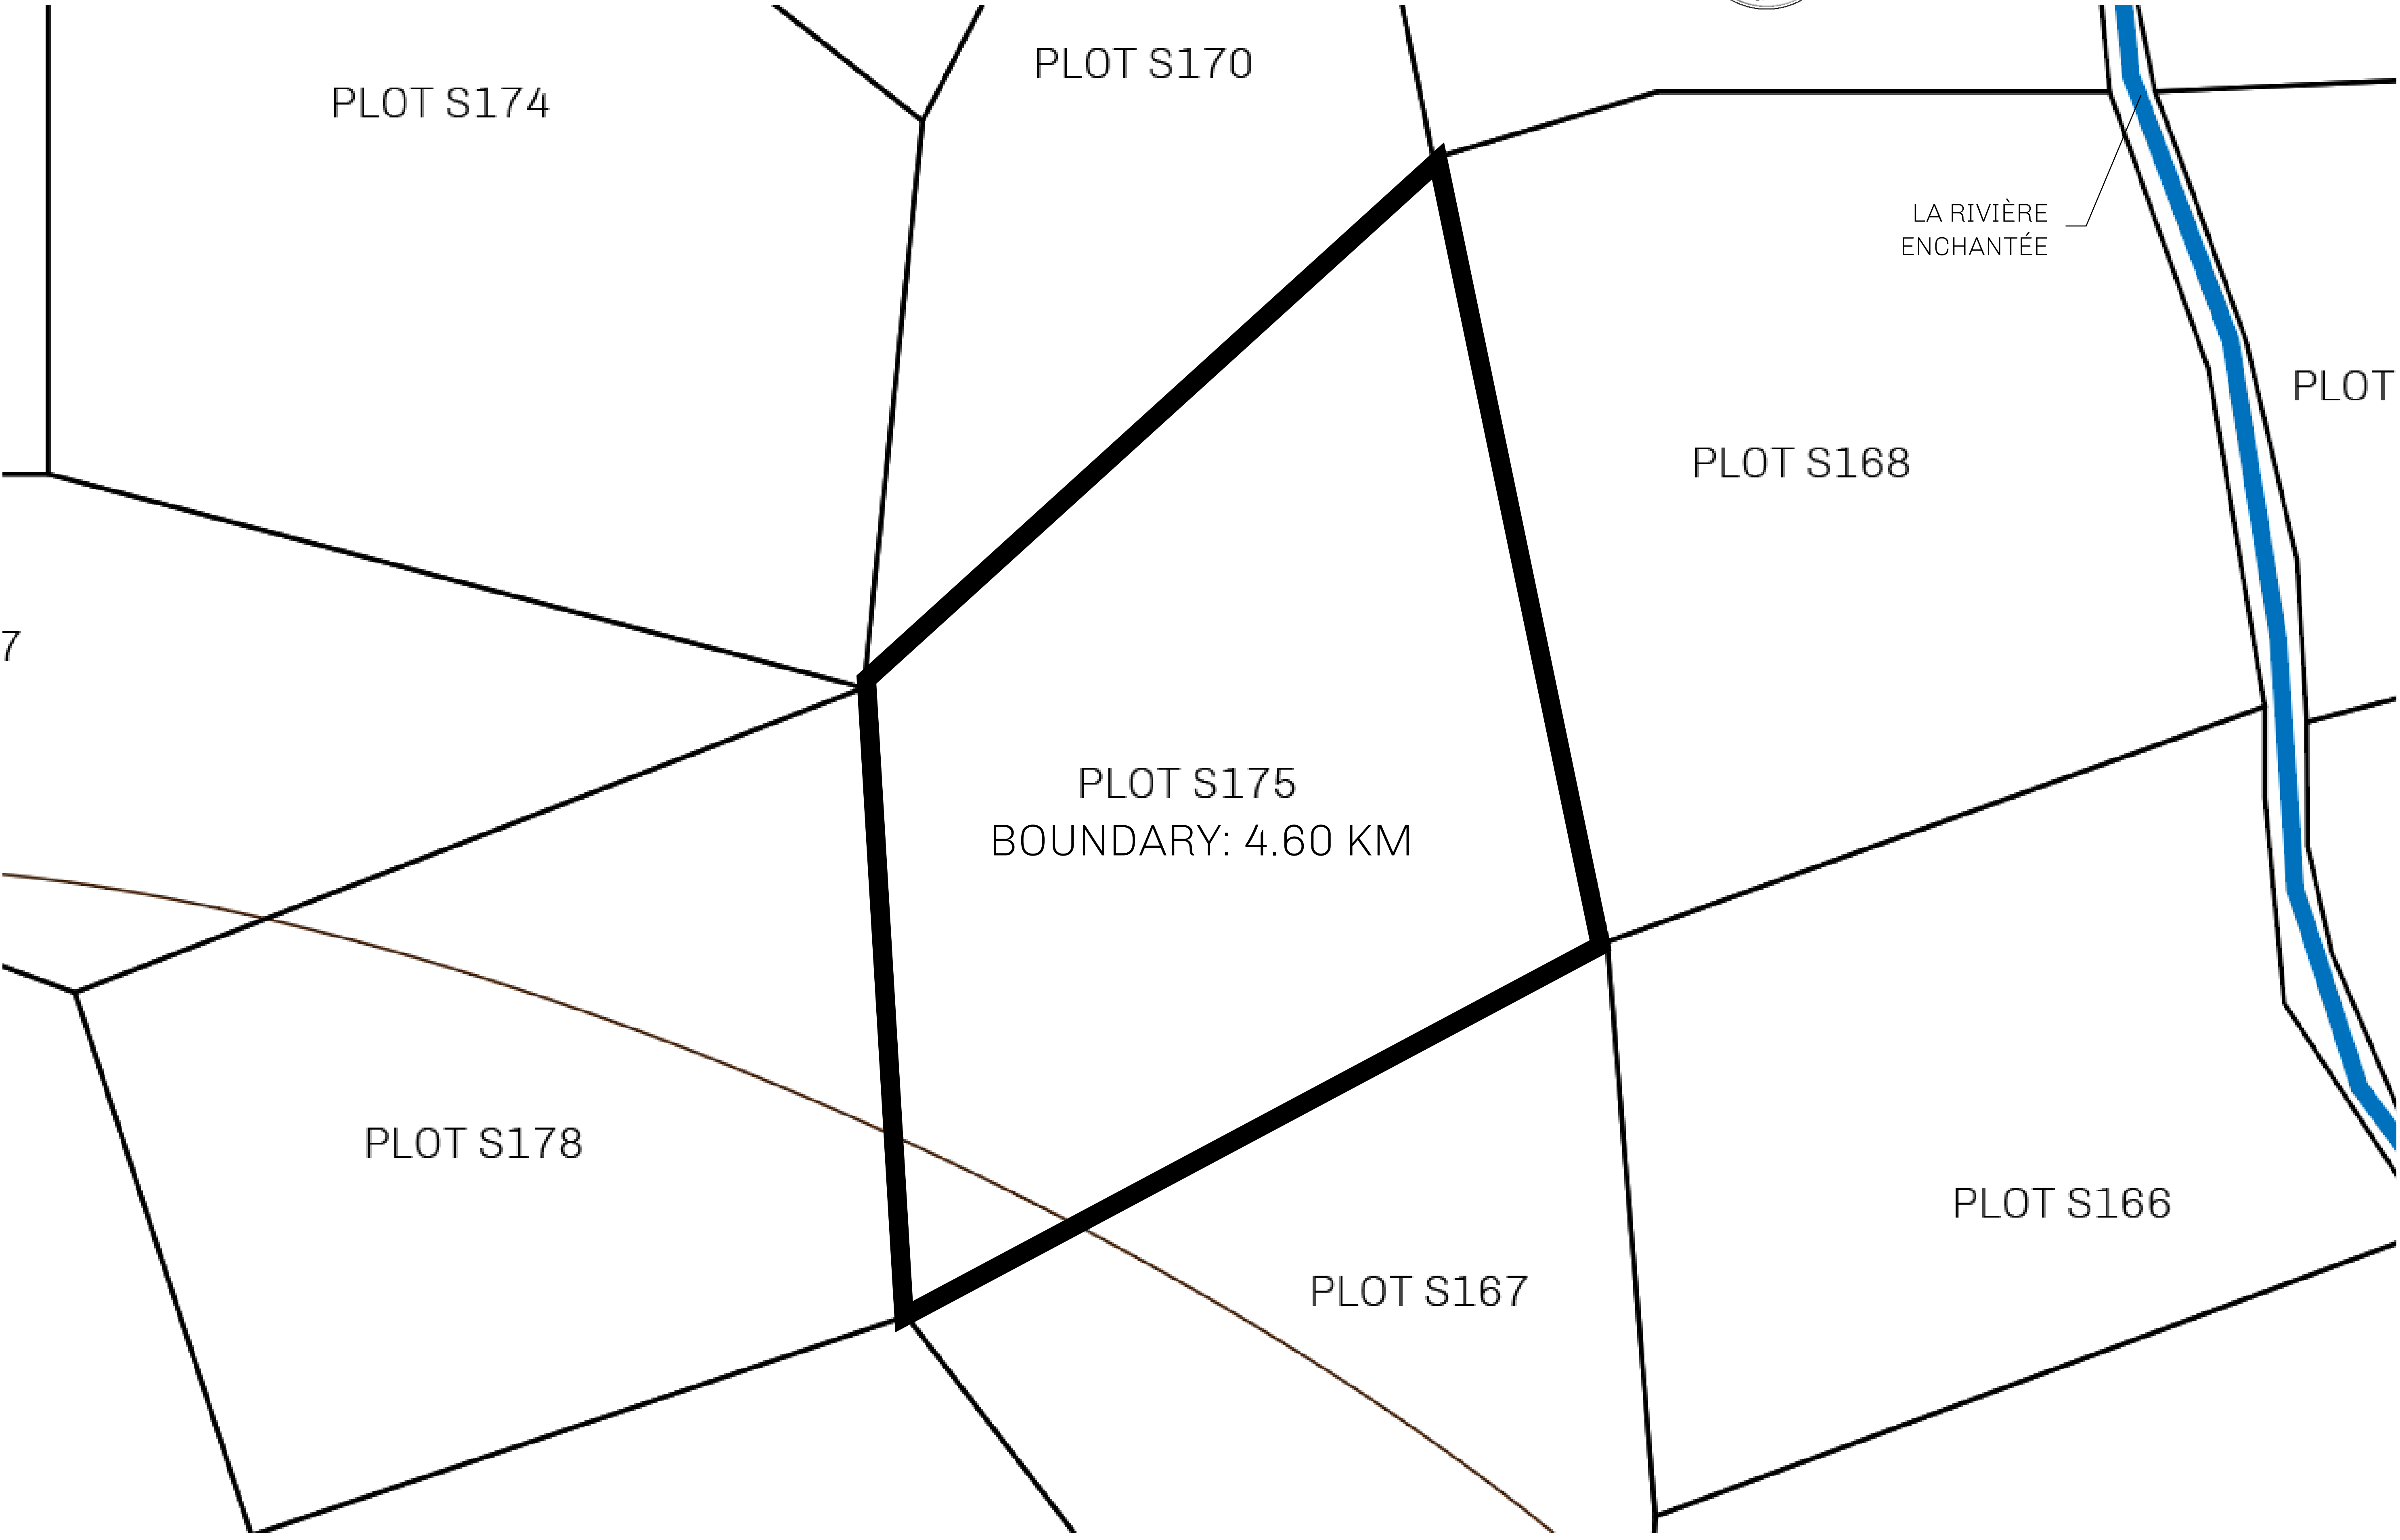 PLOT S170
PLOT S174
LA RIVIÈRE
ENCHANTÉE
PLOT
PLOT S168
7
PLOT S175
BOUNDARY: 4.60 KM
PLOT S178
PLOT S166
PLOT S167